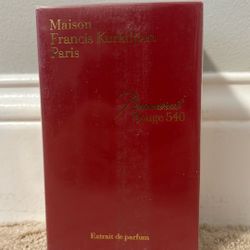 Maison
Francis Kurkdjian
Paris
Baccarat
Rouge 540
Extrait de parfum